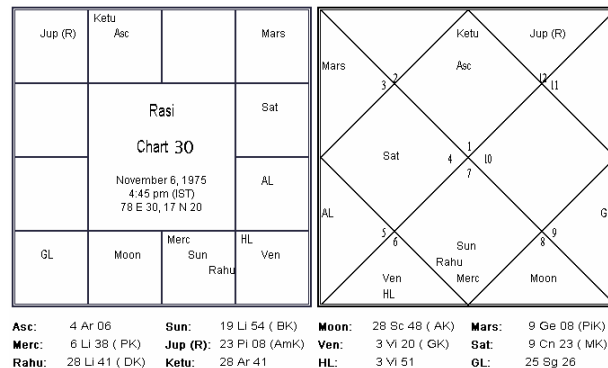 Ketu
Jup (R) Asc Mars
Rasi
Chart 30
November 6, 1975
4:45 pm (IST)
78 E 30, 17 N 20
Sat
AL
GL Moon Merc Sun Rahu HL Ven
Ketu Jup (R)
Mars Asc
3 2 12 11
Sat 4 1 10
7
AL GL
5 6 9 8
Sun
Rahu
Ven Merc Moon
HL
Asc: 4 Ar 06 Sun: 19 Li 54 ( BK) Moon: 28 Sc 48 ( AK) Mars: 9 Ge 08 (PiK)
Merc: 6 Li 38 ( PK) Jup (R): 23 Pi 08 (AmK) Ven: 3 Vi 20 ( GK) Sat: 9 Cn 23 ( MK)
Rahu: 28 Li 41 ( DK) Ketu: 28 Ar 41 HL: 3 Vi 51 GL: 25 Sg 26